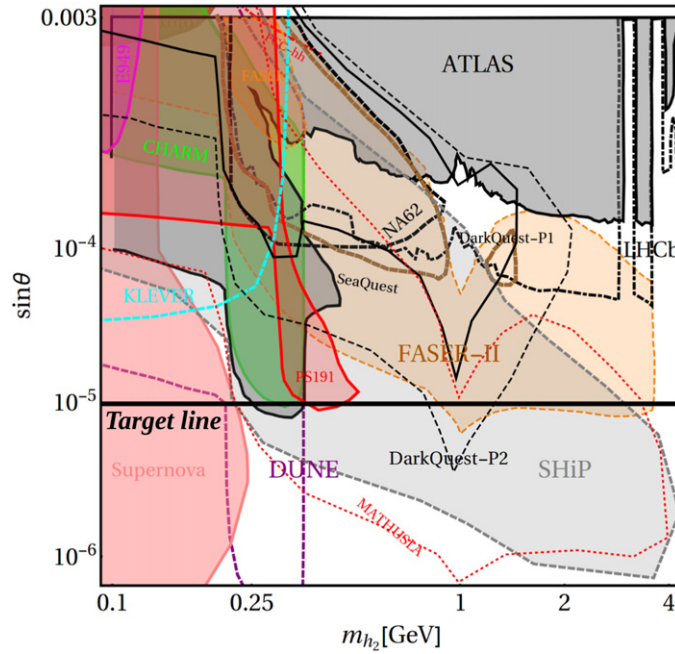 0.003
10⁻⁴
10⁻⁵
10⁻⁶
sinθ
E949
FASER
ATLAS
CHARM
NA62
DarkQuest-P1
LHCb
SeaQuest
KLEVER
FASER-II
PS191
Target line
DUNE
DarkQuest-P2
Supernova
SHiP
MATHUSLA
0.1 0.25 1 2 4
m_{h_2}[GeV]